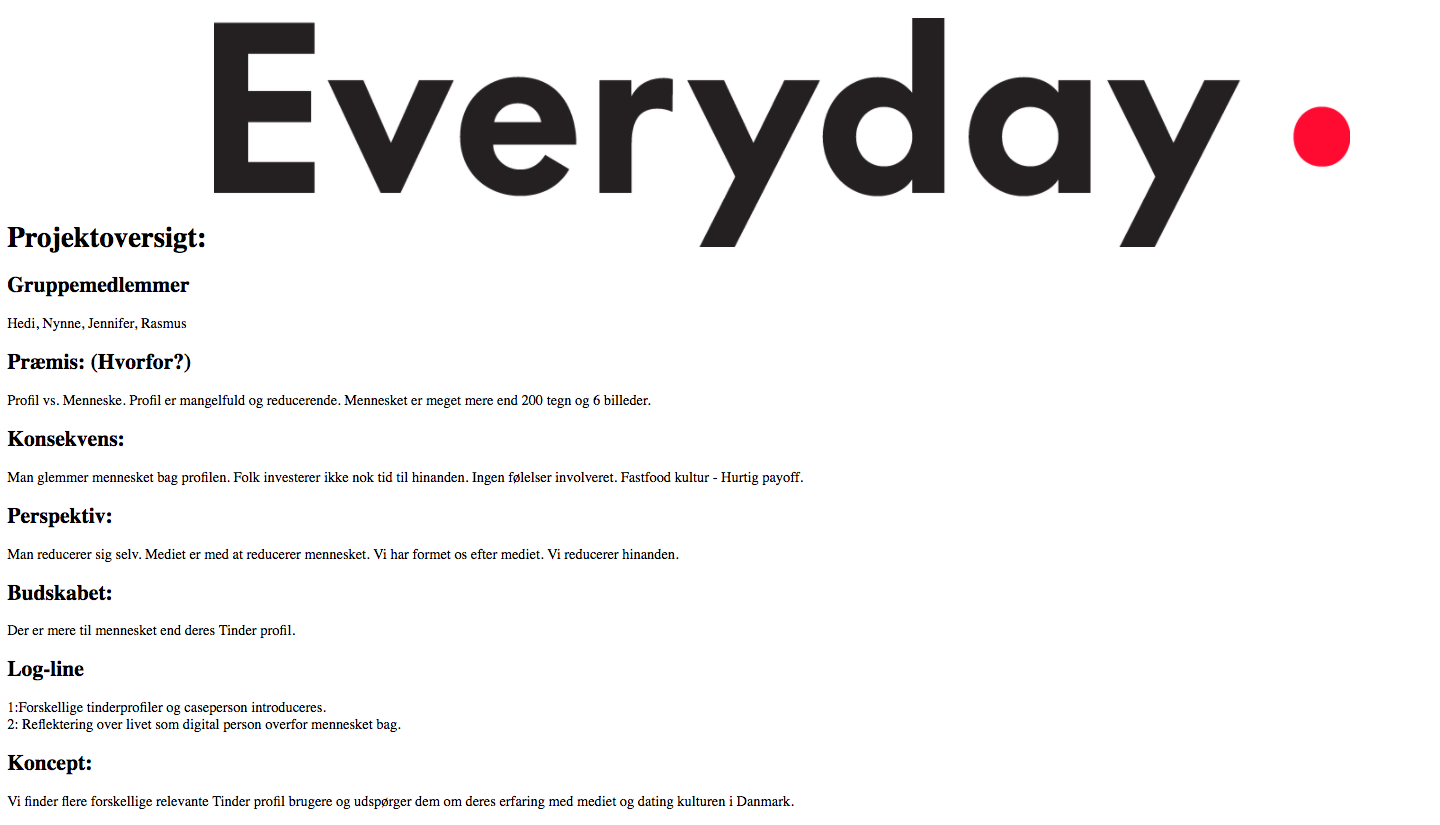 Everyday
Projektoversigt:
Gruppemedlemmer
Hedi, Nynne, Jennifer, Rasmus
Præmis: (Hvorfor?)
Profil vs. Menneske. Profil er mangelfuld og reducerende. Mennesket er meget mere end 200 tegn og 6 billeder.
Konsekvens:
Man glemmer mennesket bag profilen. Folk investerer ikke nok tid til hinanden. Ingen følelser involveret. Fastfood kultur - Hurtig payoff.
Perspektiv:
Man reducerer sig selv. Mediet er med at reducerer mennesket. Vi har formet os efter mediet. Vi reducerer hinanden.
Budskabet:
Der er mere til mennesket end deres Tinder profil.
Log-line
1:Forskellige tinderprofiler og caseperson introduceres.
2: Reflektering over livet som digital person overfor mennesket bag.
Koncept:
Vi finder flere forskellige relevante Tinder profil brugere og udspørger dem om deres erfaring med mediet og dating kulturen i Danmark.